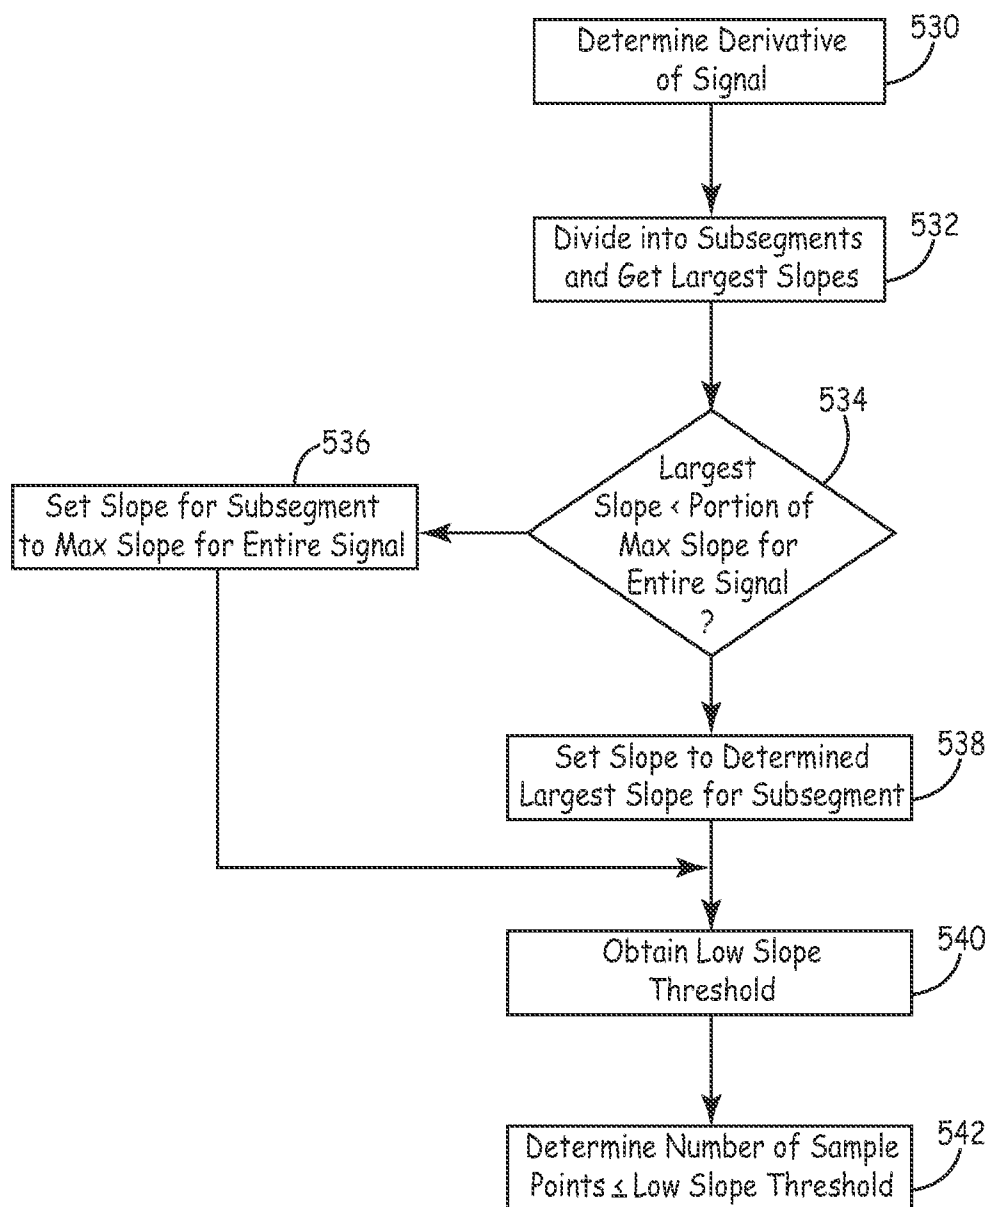 530
Determine Derivative
of Signal
532
Divide into Subsegments
and Get Largest Slopes
534
Largest
Slope < Portion of
Max Slope for
Entire Signal
?
536
Set Slope for Subsegment
to Max Slope for Entire Signal
538
Set Slope to Determined
Largest Slope for Subsegment
540
Obtain Low Slope
Threshold
542
Determine Number of Sample
Points ≤ Low Slope Threshold